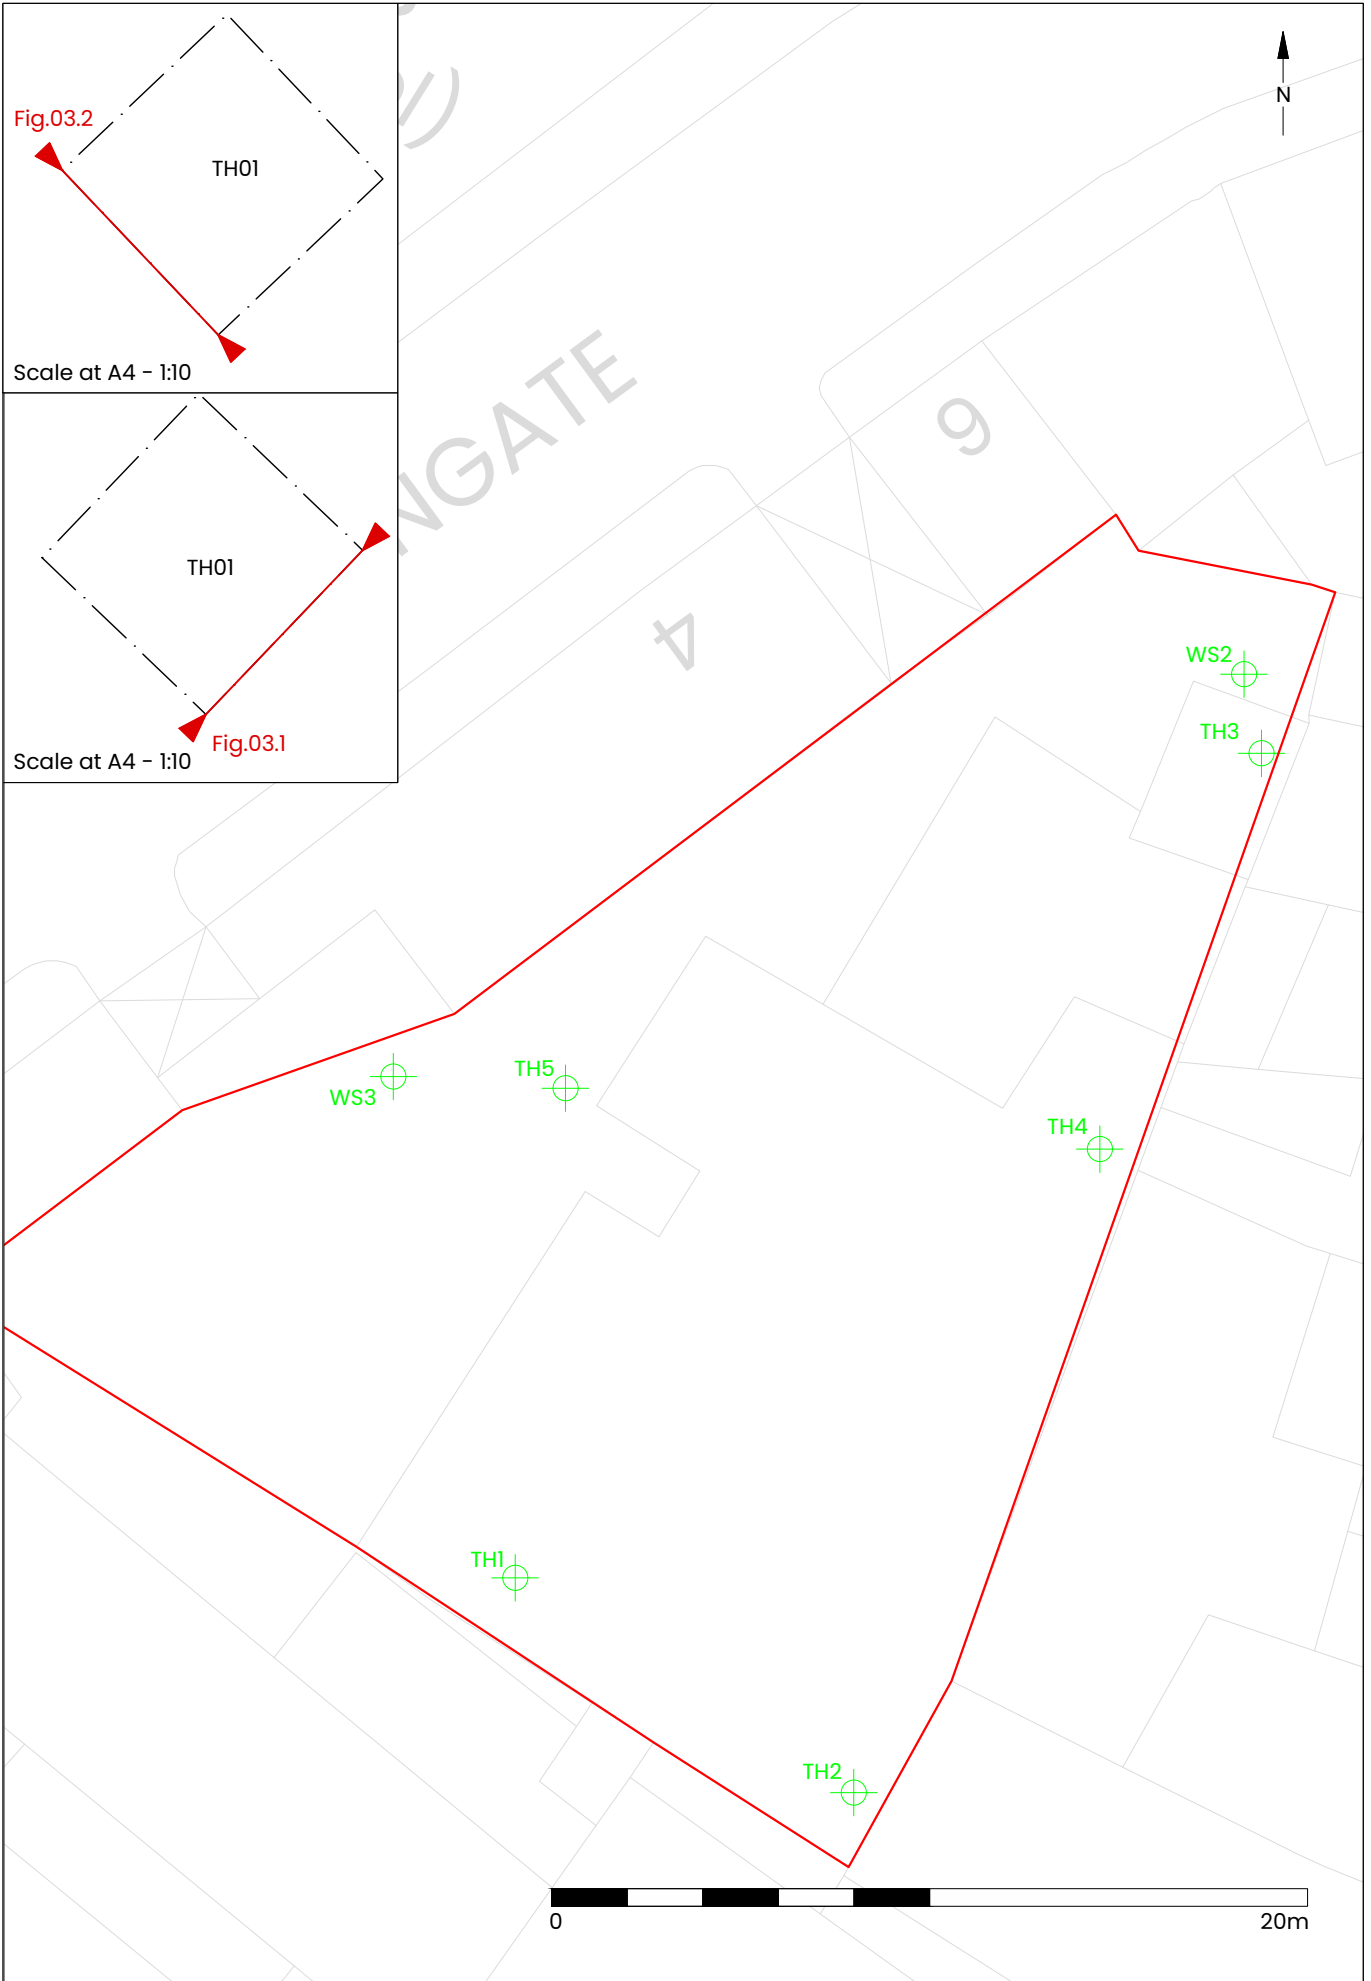 Fig.03.2
TH01
Scale at A4 - 1:10
TH01
Fig.03.1
Scale at A4 - 1:10
N
NGATE
6
4
WS2
TH3
TH5
WS3
TH4
TH1
TH2
0
20m